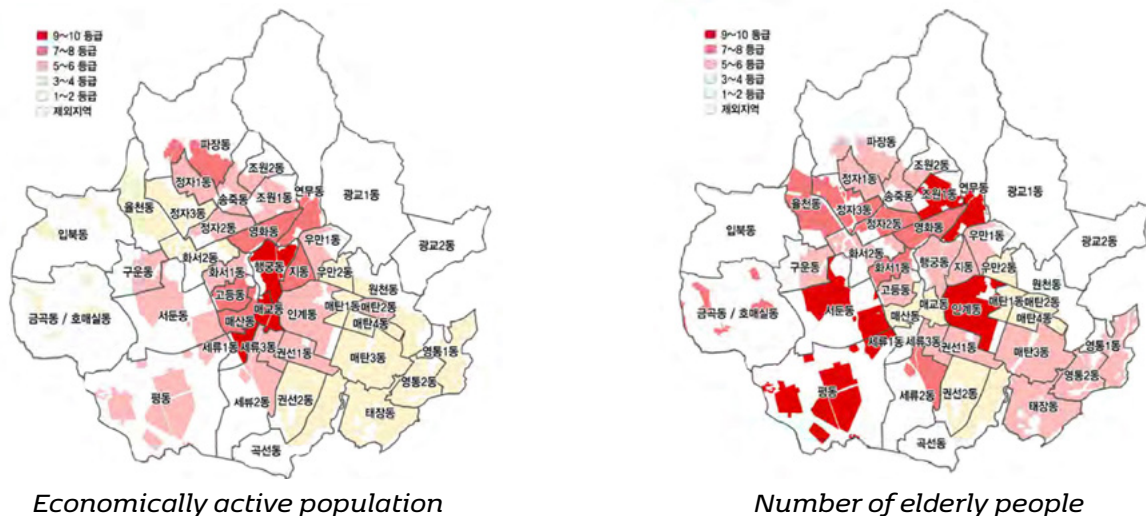 9~10 등급
7~8 등급
5~6 등급
3~4 등급
1~2 등급
제외지역
파장동
조원2동
정자1동
송죽동
조원1동
연무동
광교1동
율천동
정자3동
정자2동
영화동
우만1동
입북동
광교2동
화서2동
행궁동
구운동
화서1동
지동
우만2동
원천동
고등동
매교동
매탄1동
매탄2동
금곡동 / 호매실동
서둔동
매산동
인계동
매탄4동
세류1동
세류3동
권선1동
매탄3동
영통1동
영통2동
평동
세류2동
권선2동
태장동
곡선동
Economically active population
9~10 등급
7~8 등급
5~6 등급
3~4 등급
1~2 등급
제외지역
파장동
조원2동
정자1동
송죽동
조원1동
연무동
광교1동
율천동
정자3동
정자2동
영화동
우만1동
입북동
광교2동
화서2동
행궁동
구운동
화서1동
지동
우만2동
원천동
고등동
매교동
매탄1동
매탄2동
금곡동 / 호매실동
서둔동
매산동
인계동
매탄4동
세류1동
세류3동
권선1동
매탄3동
영통1동
영통2동
평동
세류2동
권선2동
태장동
곡선동
Number of elderly people